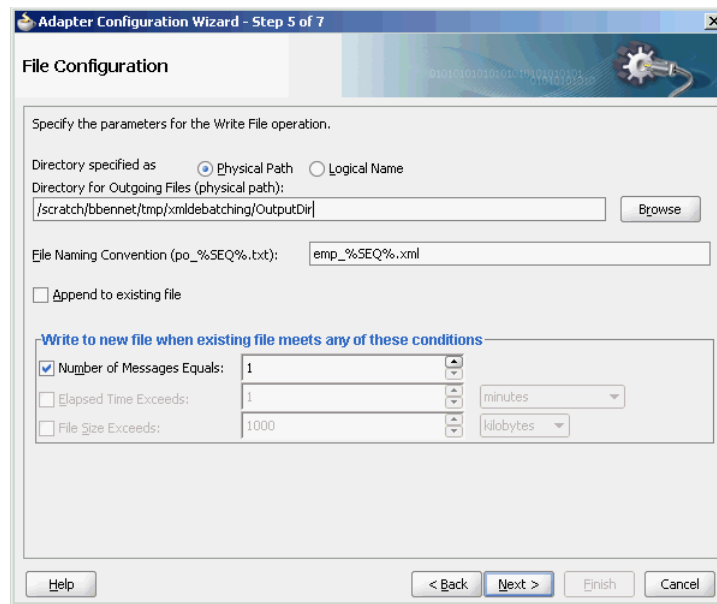 Adapter Configuration Wizard - Step 5 of 7
File Configuration
Specify the parameters for the Write File operation.
Directory specified as Physical Path Logical Name
Directory for Outgoing Files (physical path):
/scratch/bbennet/tmp/xmldebatching/OutputDir
Browse
File Naming Convention (po_%SEQ%.txt): emp_%SEQ%.xml
Append to existing file
Write to new file when existing file meets any of these conditions
Number of Messages Equals: 1
Elapsed Time Exceeds: 1 minutes
File Size Exceeds: 1000 kilobytes
Help < Back Next > Finish Cancel